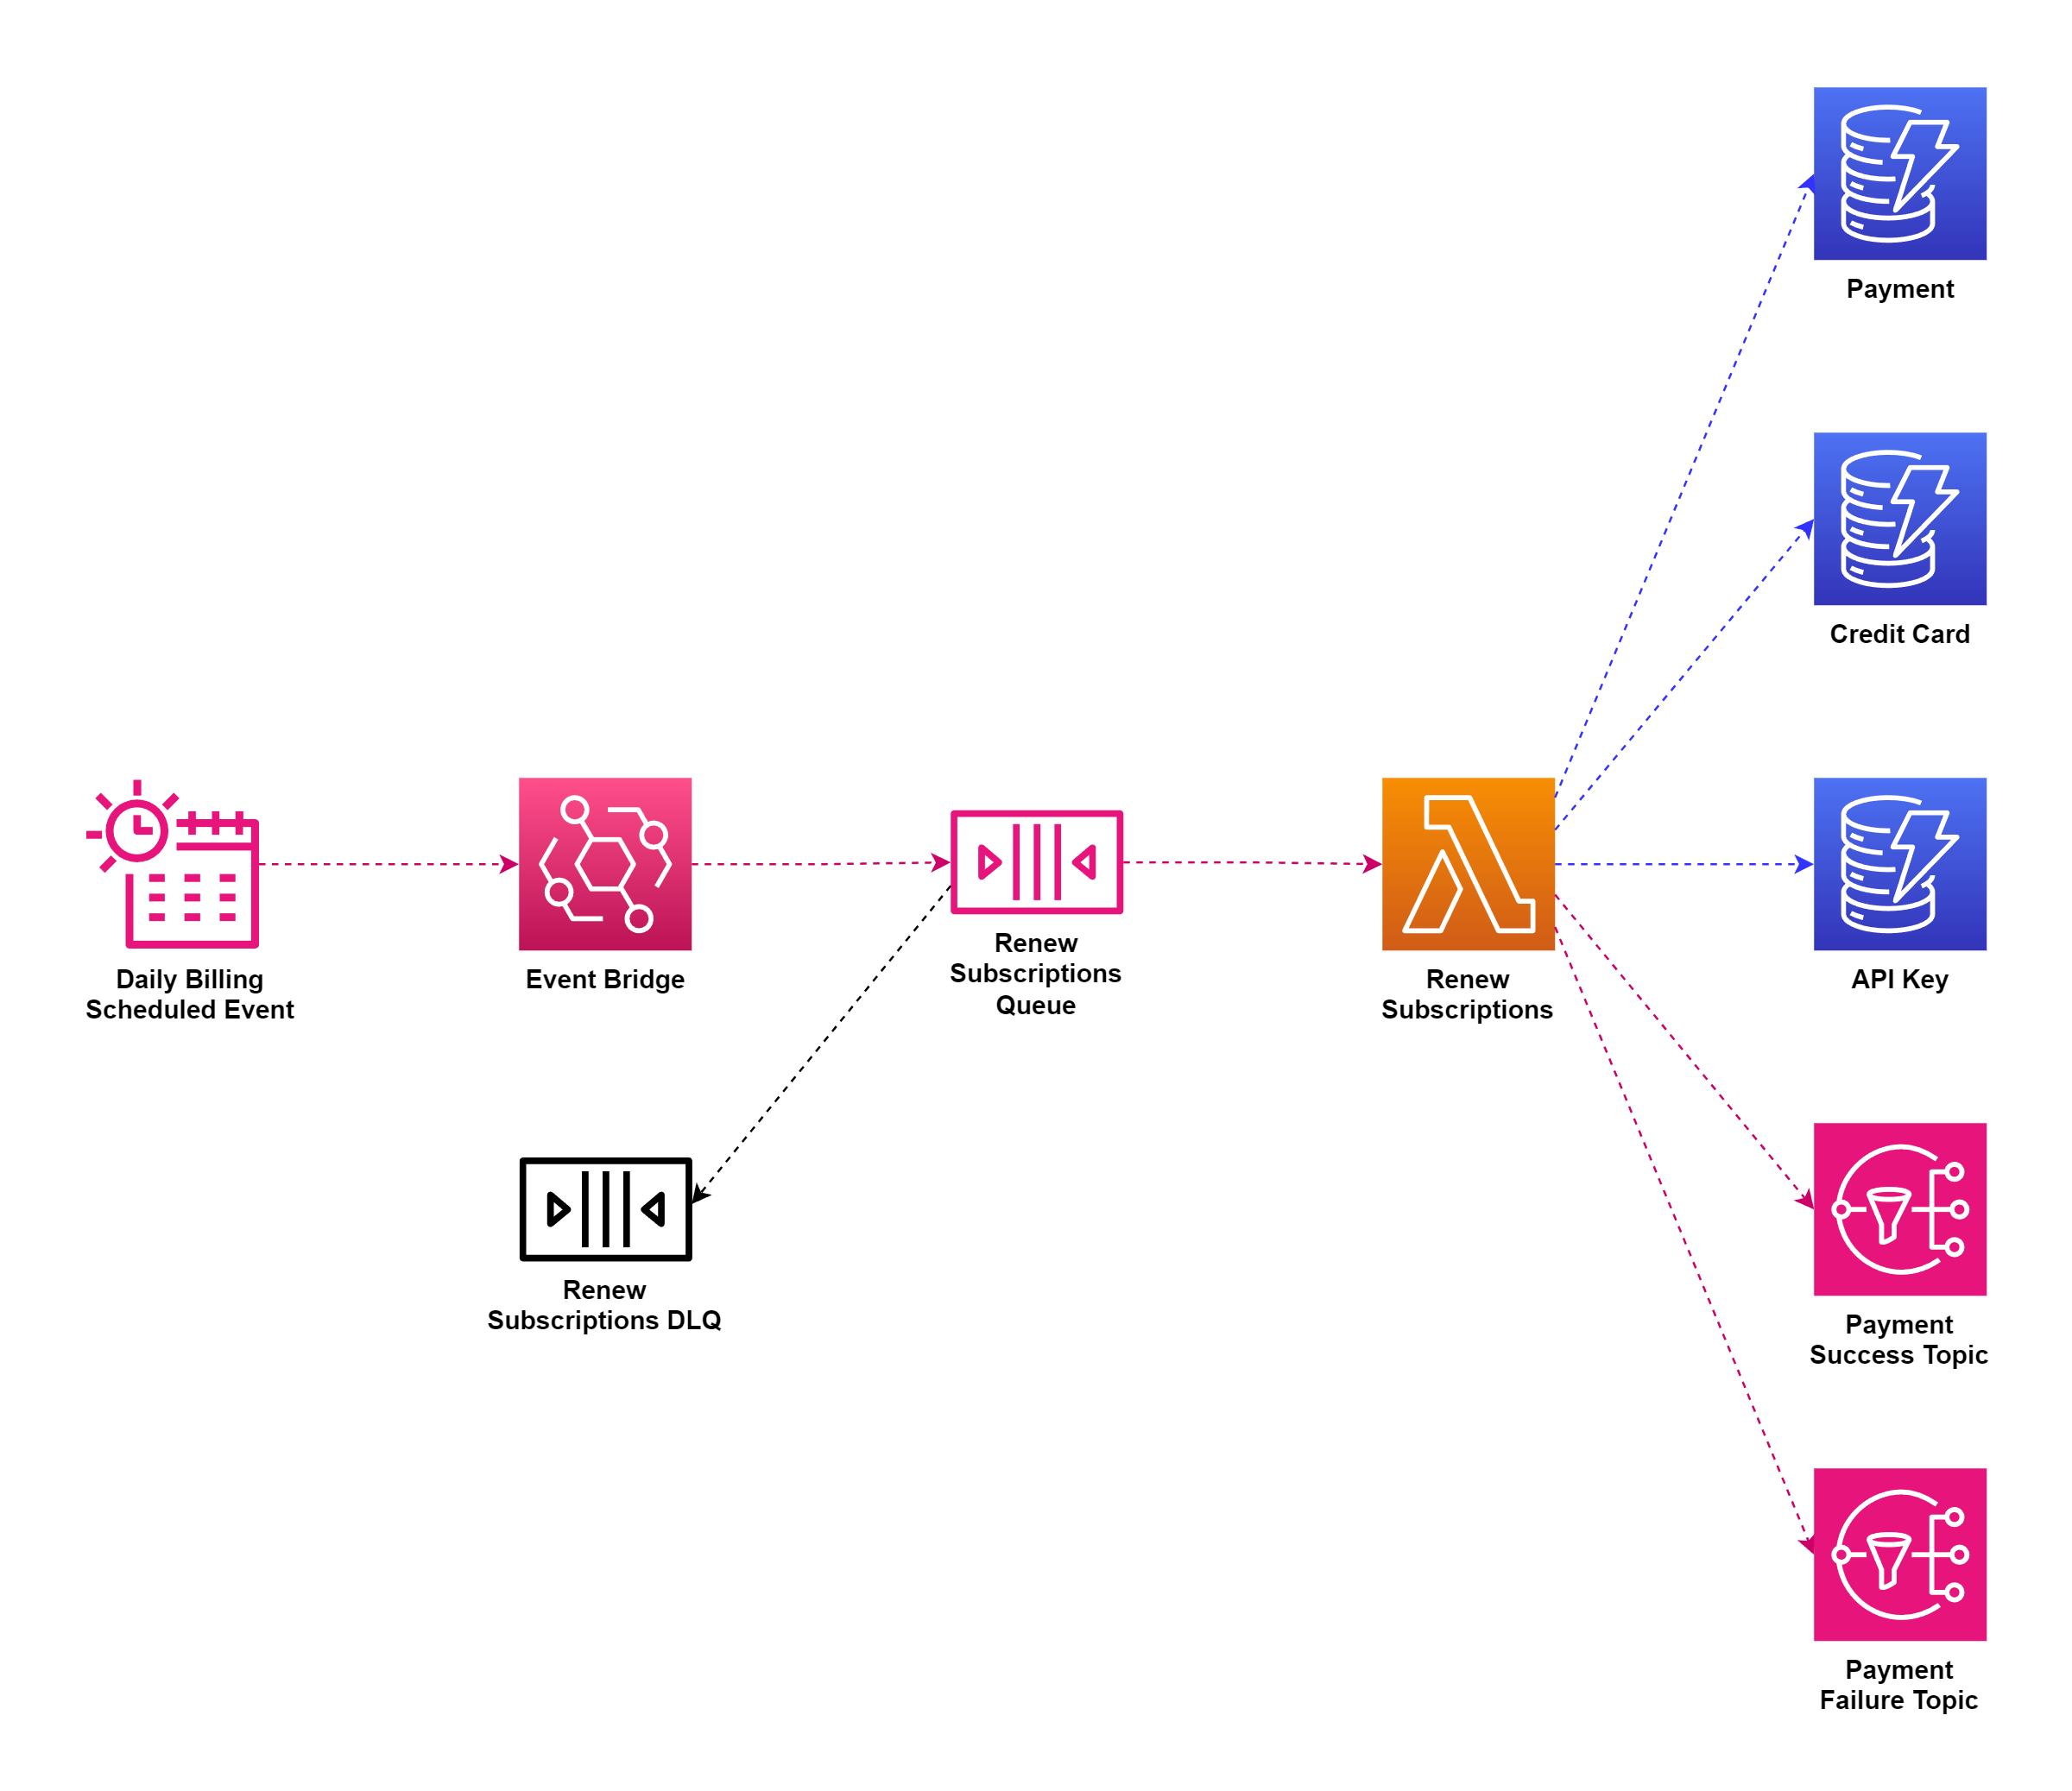 Payment
Credit Card
Daily Billing
Scheduled Event
Event Bridge
Renew
Subscriptions
Queue
Renew
Subscriptions
API Key
Renew
Subscriptions DLQ
Payment
Success Topic
Payment
Failure Topic